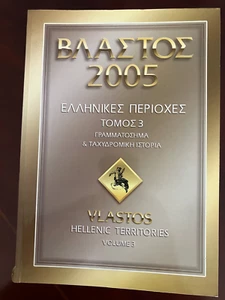 ΒΛΑΣΤΟΣ
2005
ΕΛΛΗΝΙΚΕΣ ΠΕΡΙΟΧΕΣ
ΤΟΜΟΣ 3
ΓΡΑΜΜΑΤΟΣΗΜΑ
& ΤΑΧΥΔΡΟΜΙΚΗ ΙΣΤΟΡΙΑ
VLASTOS
HELLENIC TERRITORIES
VOLUME 3